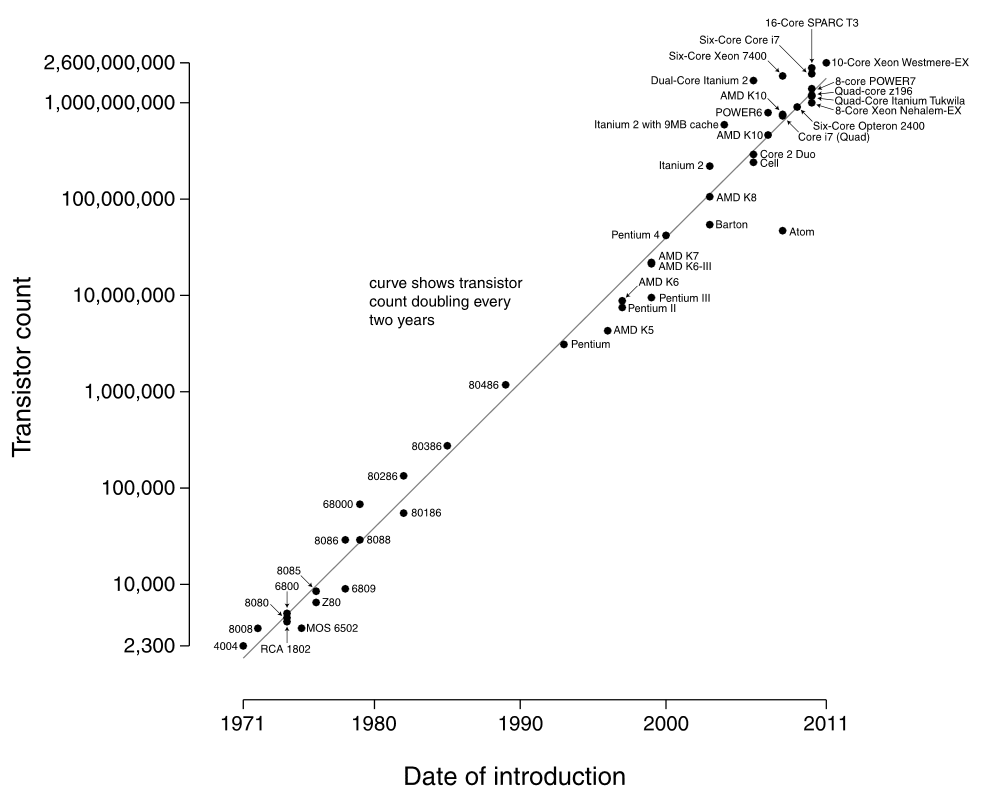 16-Core SPARC T3
Six-Core Core i7
Six-Core Xeon 7400
2,600,000,000
10-Core Xeon Westmere-EX
Dual-Core Itanium 2
8-core POWER7
Quad-core z196
AMD K10
1,000,000,000
Quad-Core Itanium Tukwila
POWER6
8-Core Xeon Nehalem-EX
Itanium 2 with 9MB cache
Six-Core Opteron 2400
AMD K10
Core i7 (Quad)
Core 2 Duo
Cell
Itanium 2
AMD K8
100,000,000
Barton
Atom
Pentium 4
AMD K7
AMD K6-III
curve shows transistor
count doubling every
two years
AMD K6
10,000,000
Pentium III
Pentium II
AMD K5
Pentium
Transistor count
80486
1,000,000
80386
80286
100,000
68000
80186
8086
8088
8085
6800
10,000
6809
8080
Z80
8008
MOS 6502
2,300
4004
RCA 1802
1971
1980
1990
2000
2011
Date of introduction